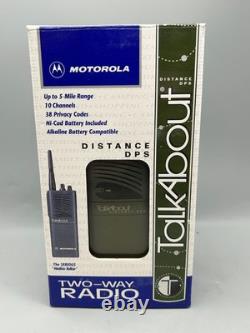 MOTOROLA
Up to 5-Mile Range
10 Channels
38 Privacy Codes
Ni-Cad Battery Included
Alkaline Battery Compatible
DISTANCE
DPS
TalkAbout
The SERIOUS
"Walkie Talkie"
TWO-WAY
RADIO
DISTANCE
DPS
TalkAbout